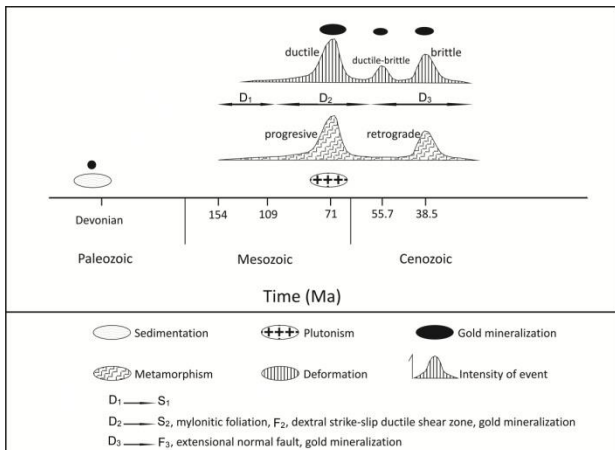 ductile
ductile-brittle
brittle
D1 D2 D3
progresive retrograde
+++
Devonian 154 109 71 55.7 38.5
Paleozoic Mesozoic Cenozoic
Time (Ma)
Sedimentation +++ Plutonism Gold mineralization
Metamorphism Deformation Intensity of event
D1 → S1
D2 → S2, mylonitic foliation, F2, dextral strike-slip ductile shear zone, gold mineralization
D3 → F3, extensional normal fault, gold mineralization